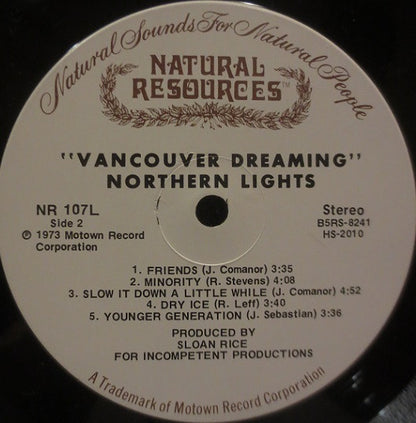 Natural Sounds For Natural People
NATURAL
RESOURCES™
"VANCOUVER DREAMING"
NORTHERN LIGHTS
NR 107L
Side 2
℗ 1973 Motown Record
Corporation
Stereo
B5RS-8241
HS-2010
1. FRIENDS (J. Comanor) 3:35
2. MINORITY (R. Stevens) 4:08
3. SLOW IT DOWN A LITTLE WHILE (J. Comanor) 4:52
4. DRY ICE (R. Leff) 3:40
5. YOUNGER GENERATION (J. Sebastian) 3:36
PRODUCED BY
SLOAN RICE
FOR INCOMPETENT PRODUCTIONS
A Trademark of Motown Record Corporation